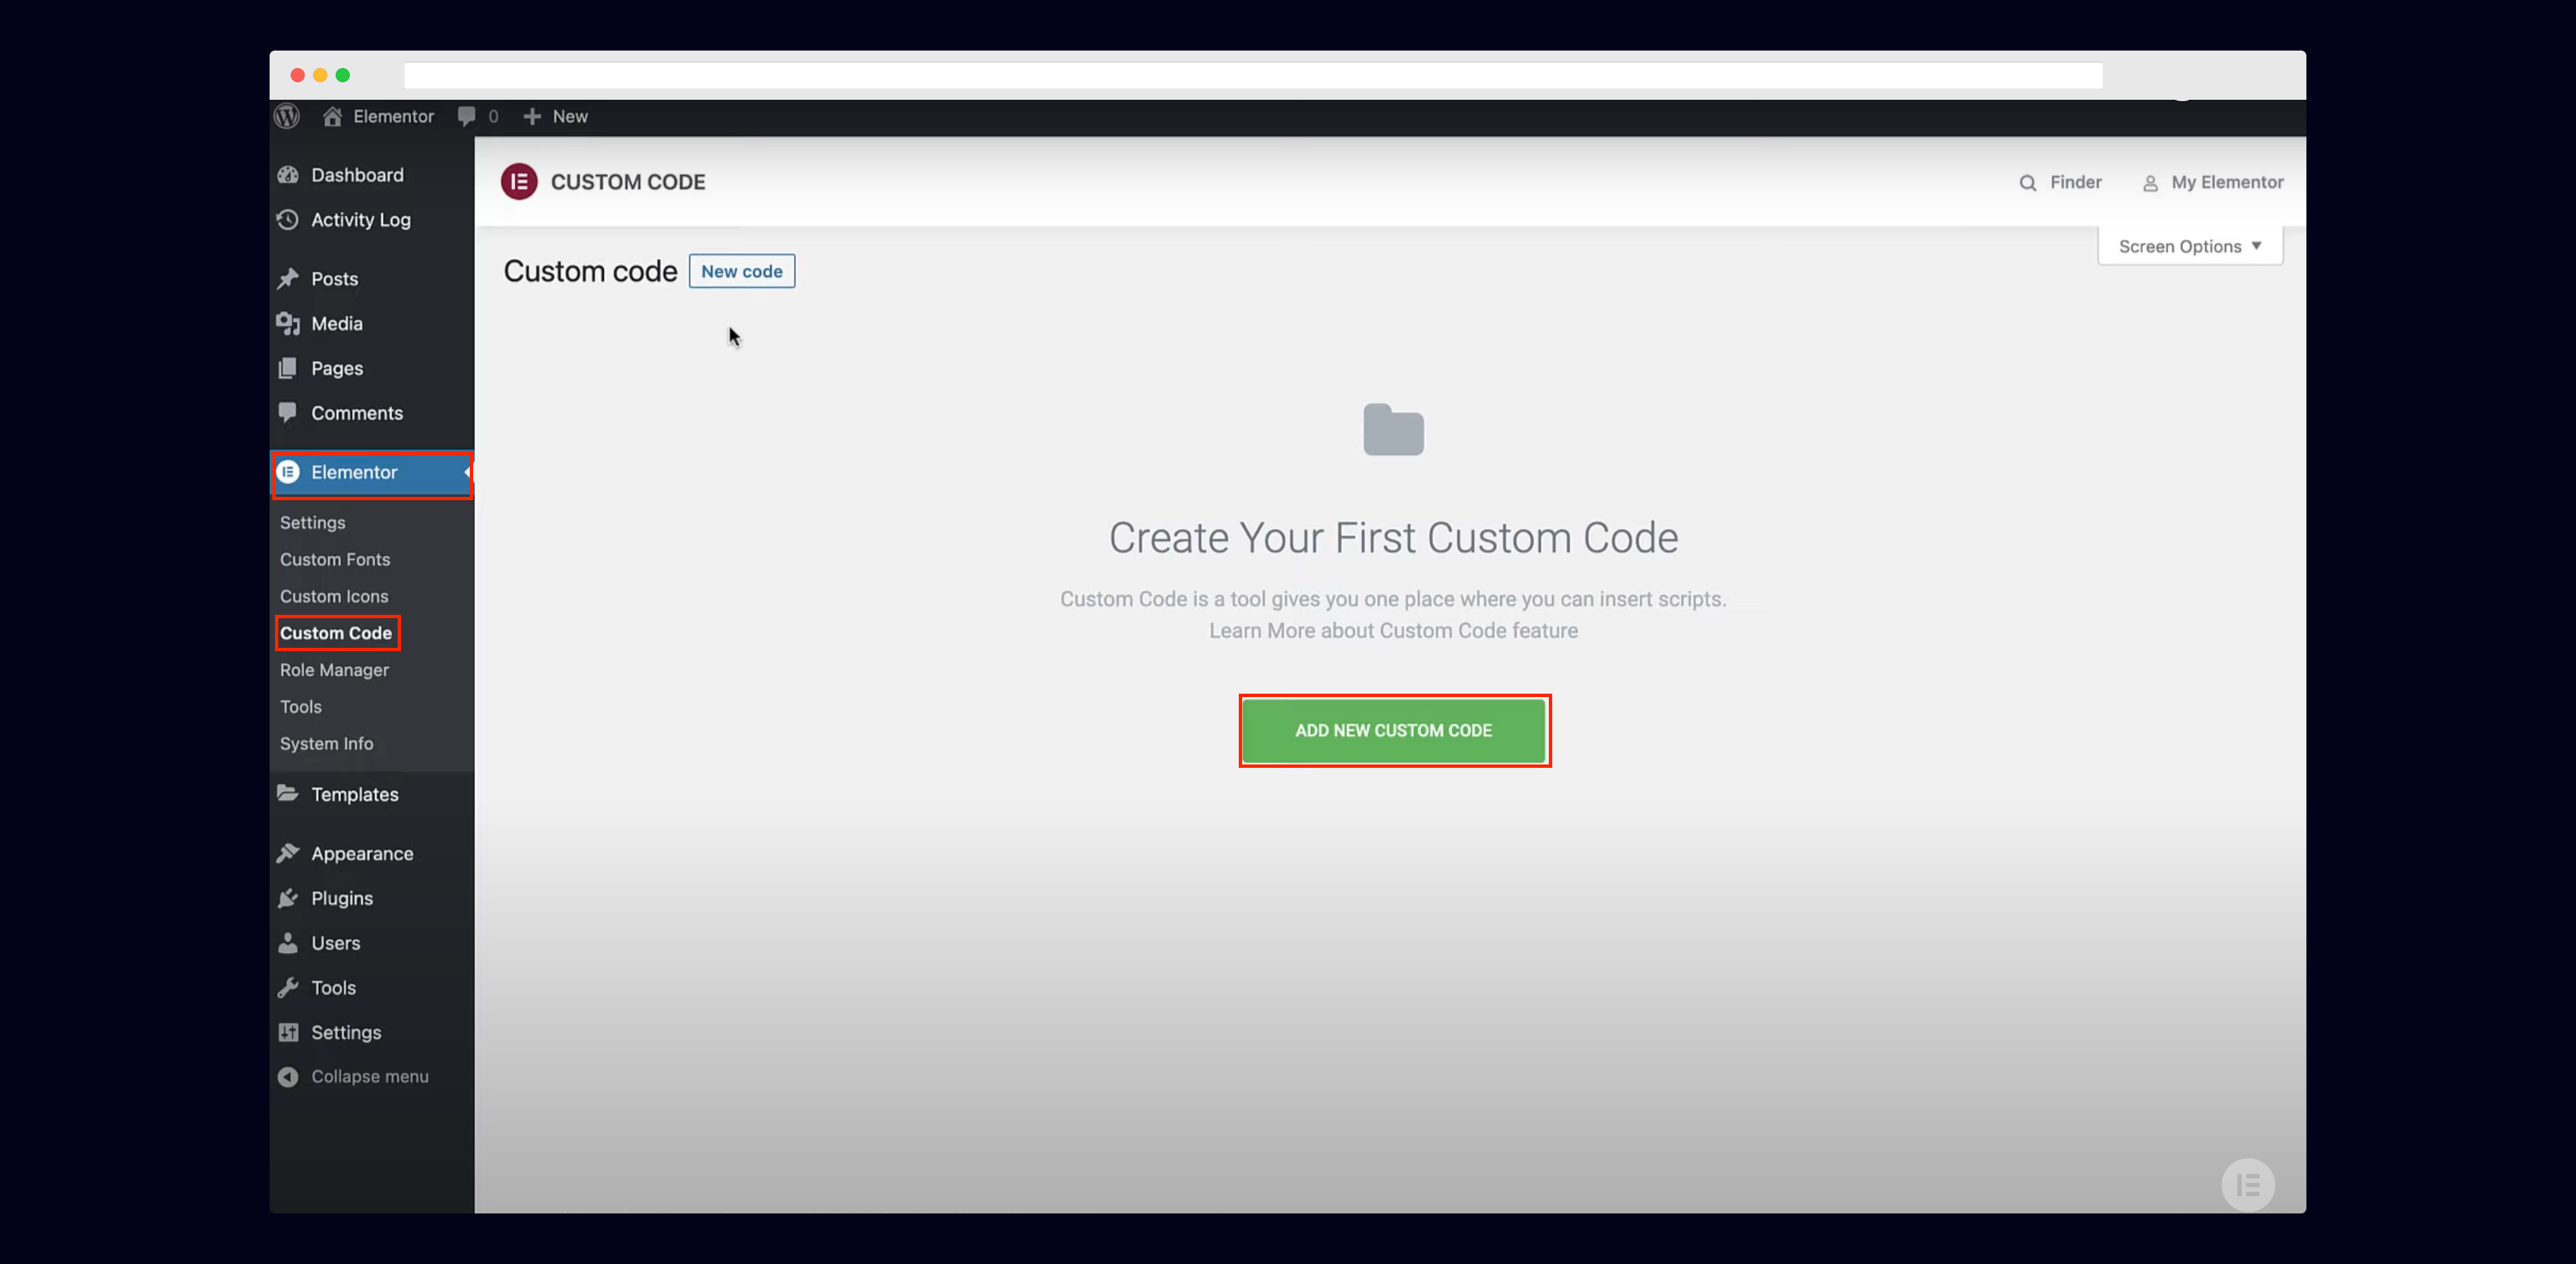 Elementor 0 New
Dashboard
Activity Log
Posts
Media
Pages
Comments
Elementor
Settings
Custom Fonts
Custom Icons
Custom Code
Role Manager
Tools
System Info
Templates
Appearance
Plugins
Users
Tools
Settings
Collapse menu
CUSTOM CODE
Finder My Elementor
Screen Options
Custom code New code
Create Your First Custom Code
Custom Code is a tool gives you one place where you can insert scripts.
Learn More about Custom Code feature
ADD NEW CUSTOM CODE